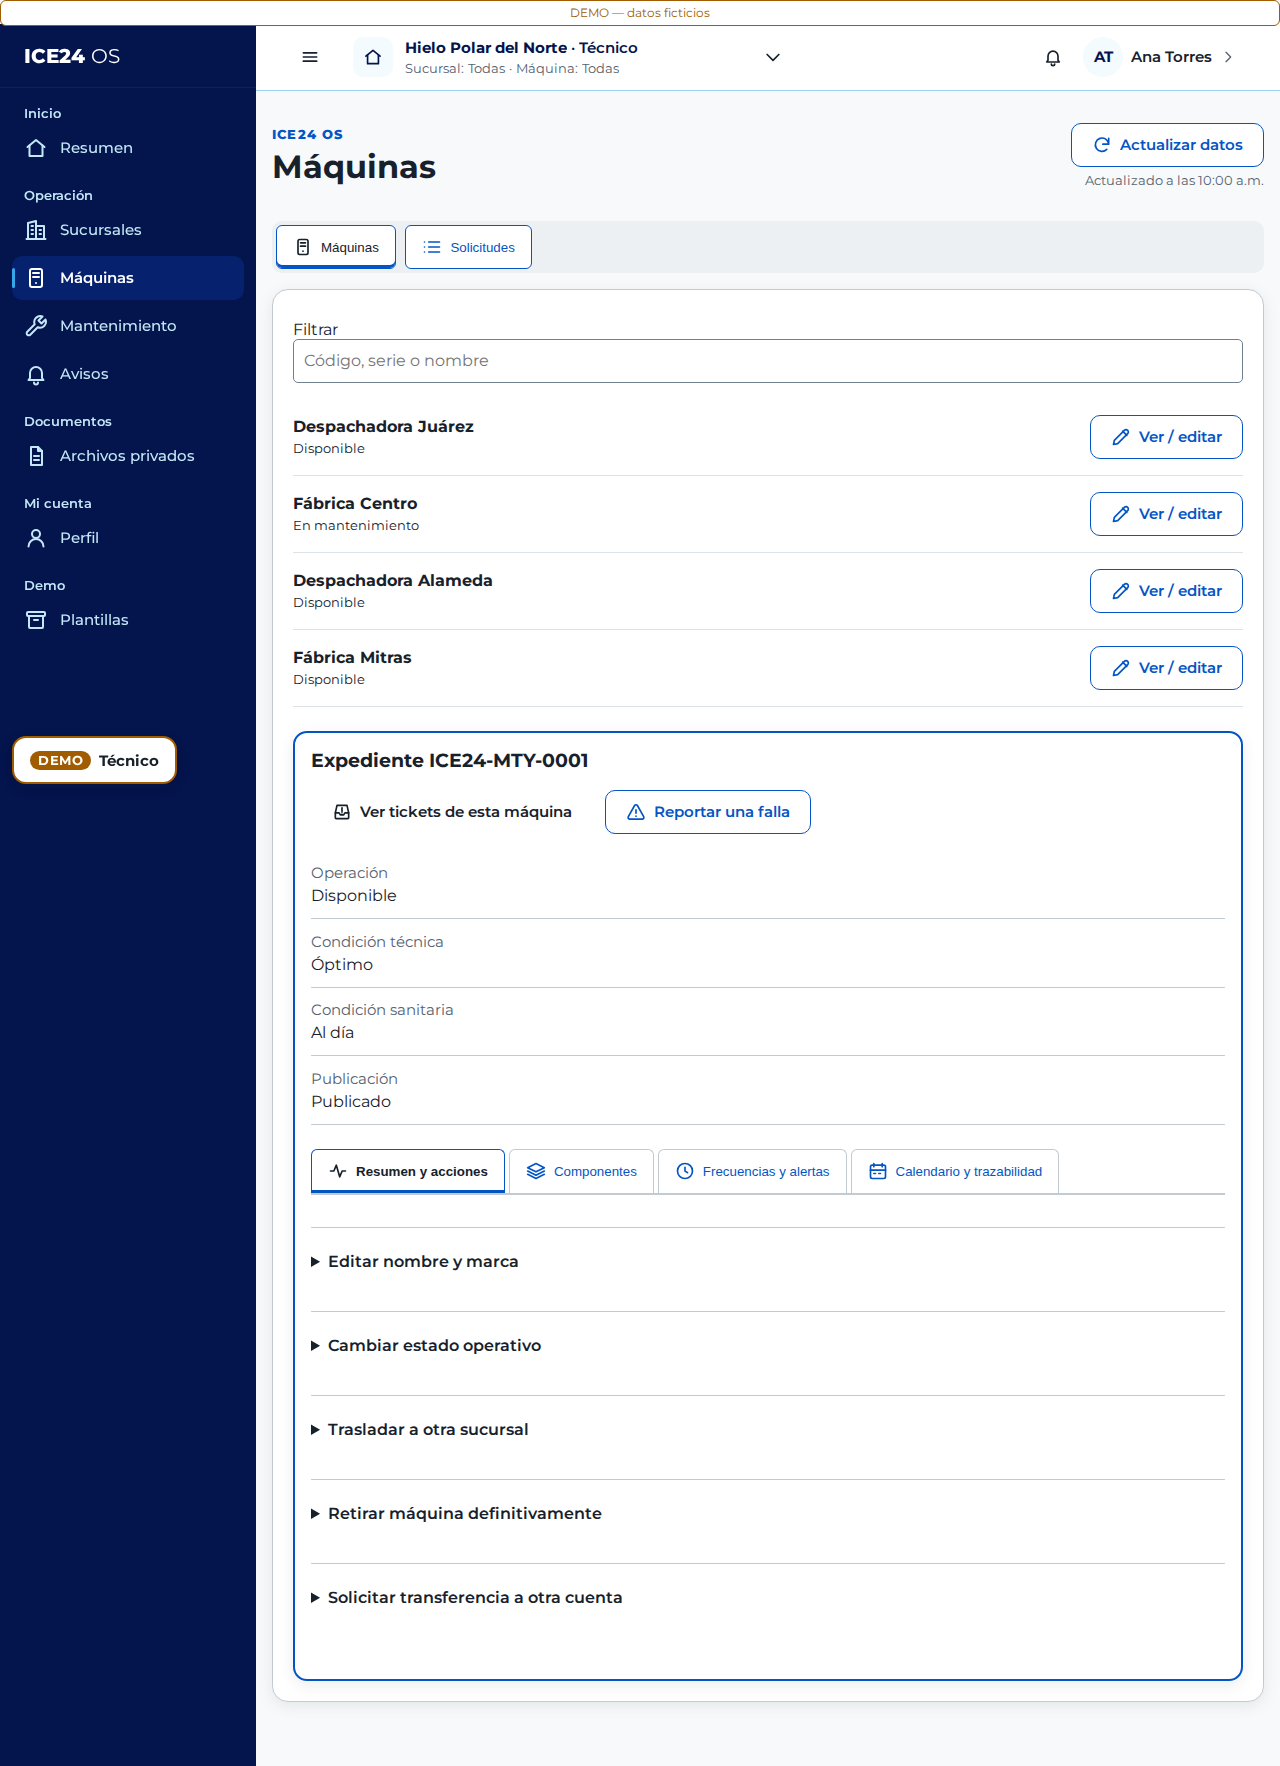 DEMO — datos ficticios
ICE24 OS
Inicio
Resumen
Operación
Sucursales
Máquinas
Mantenimiento
Avisos
Documentos
Archivos privados
Mi cuenta
Perfil
Demo
Plantillas
DEMO Técnico
Hielo Polar del Norte · Técnico
Sucursal: Todas · Máquina: Todas
AT Ana Torres
ICE24 OS
Máquinas
Actualizar datos
Actualizado a las 10:00 a.m.
Máquinas
Solicitudes
Filtrar
Código, serie o nombre
Despachadora Juárez
Disponible
Ver / editar
Fábrica Centro
En mantenimiento
Ver / editar
Despachadora Alameda
Disponible
Ver / editar
Fábrica Mitras
Disponible
Ver / editar
Expediente ICE24-MTY-0001
Ver tickets de esta máquina
Reportar una falla
Operación
Disponible
Condición técnica
Óptimo
Condición sanitaria
Al día
Publicación
Publicado
Resumen y acciones
Componentes
Frecuencias y alertas
Calendario y trazabilidad
Editar nombre y marca
Cambiar estado operativo
Trasladar a otra sucursal
Retirar máquina definitivamente
Solicitar transferencia a otra cuenta